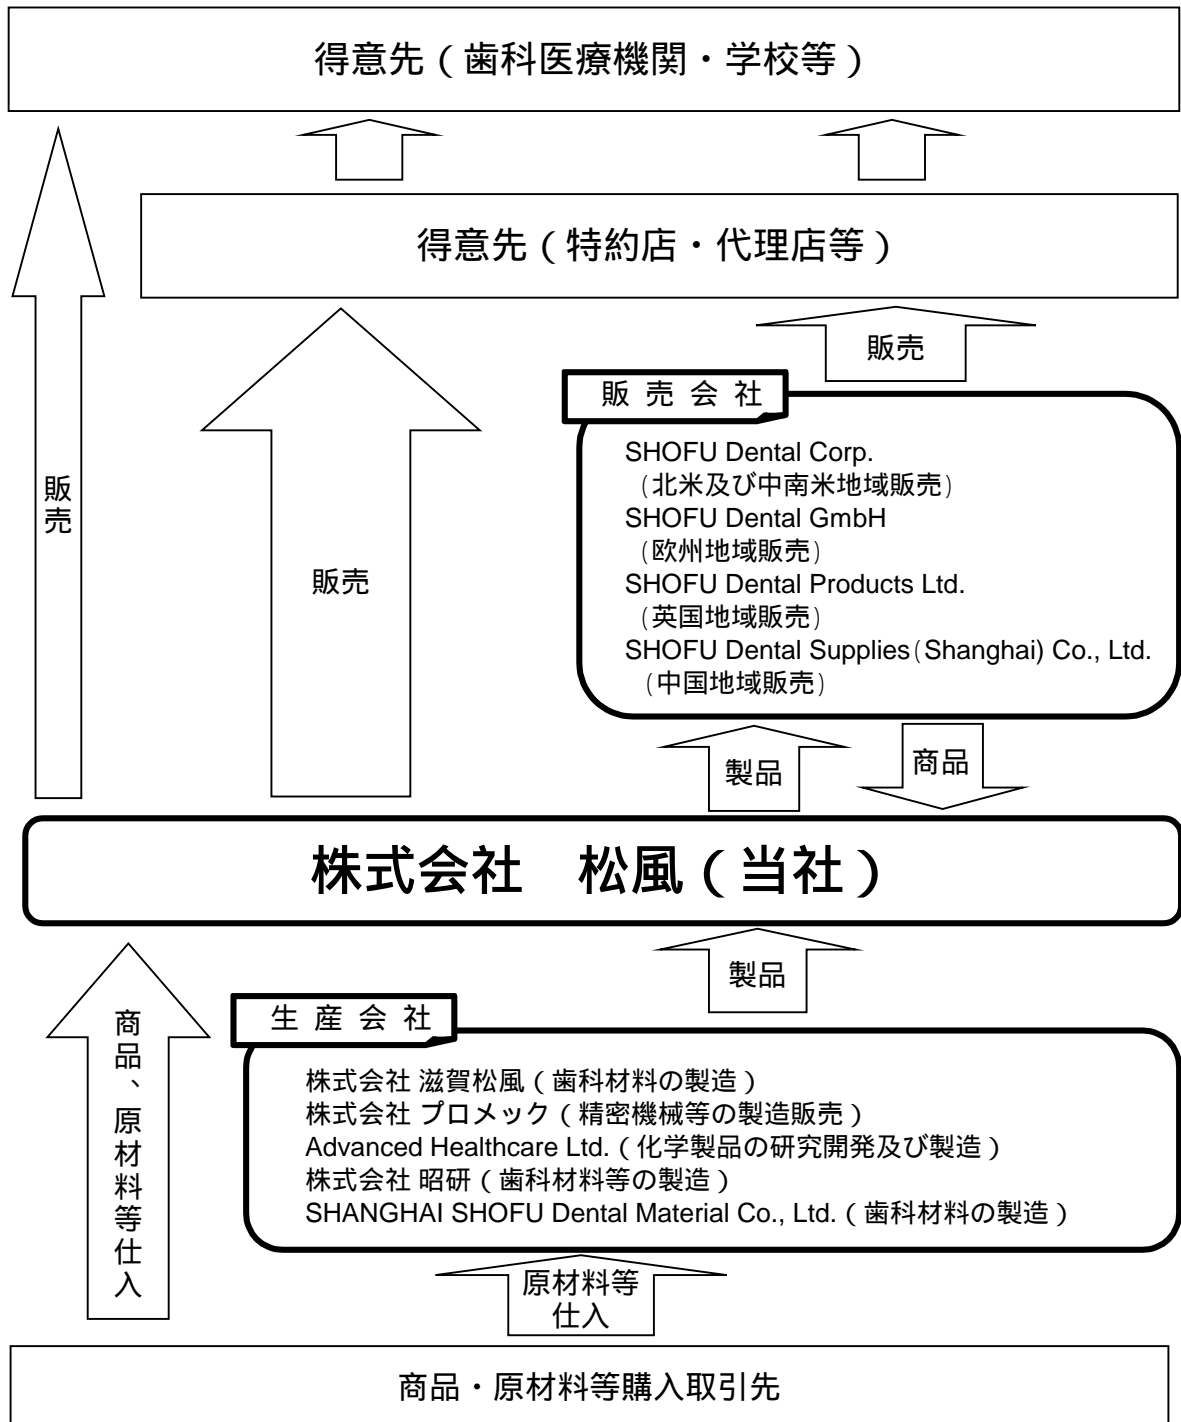 得意先（歯科医療機関・学校等）
得意先（特約店・代理店等）
販売
販売会社
SHOFU Dental Corp.
（北米及び中南米地域販売）
SHOFU Dental GmbH
（欧州地域販売）
SHOFU Dental Products Ltd.
（英国地域販売）
SHOFU Dental Supplies（Shanghai) Co., Ltd.
（中国地域販売）
販売
販売
製品
商品
株式会社　松風（当社）
製品
商品、原材料等仕入
生産会社
株式会社 滋賀松風（歯科材料の製造）
株式会社 プロメック（精密機械等の製造販売）
Advanced Healthcare Ltd.（化学製品の研究開発及び製造）
株式会社 昭研（歯科材料等の製造）
SHANGHAI SHOFU Dental Material Co., Ltd.（歯科材料の製造）
原材料等
仕入
商品・原材料等購入取引先